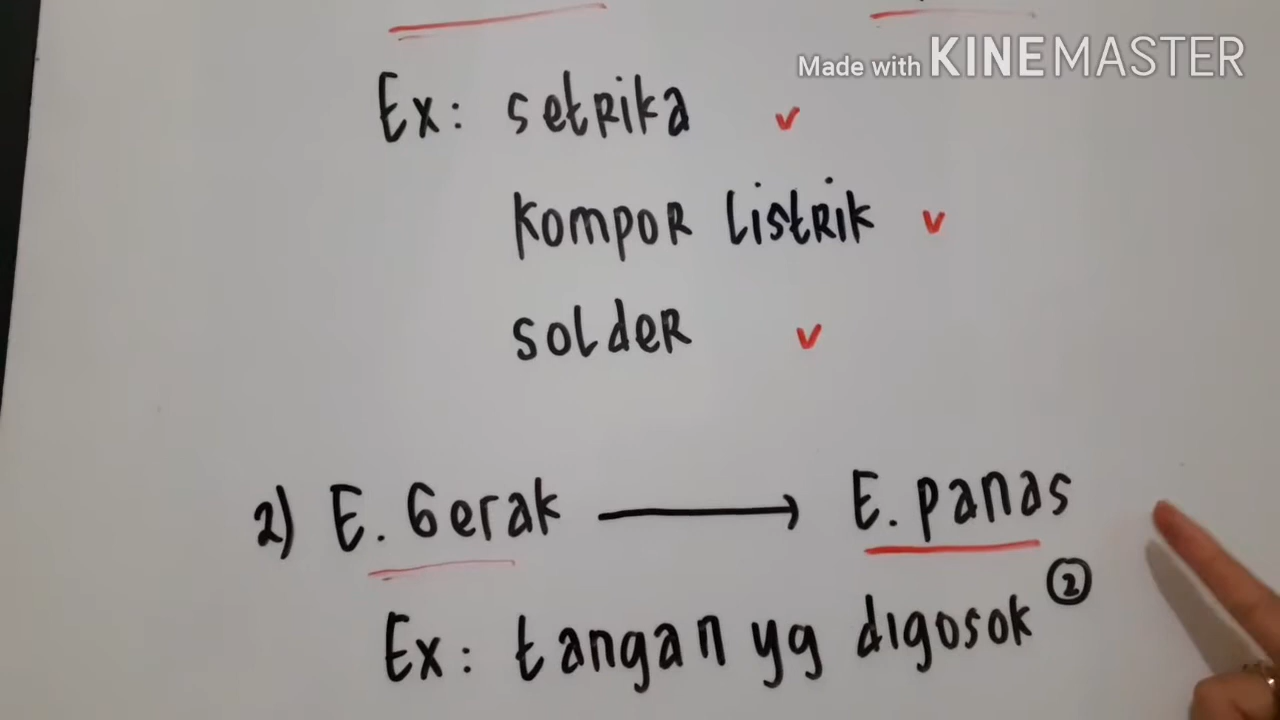 Made with KINEMASTER
Ex: setrika v
kompor listrik v
solder v
2) E. Gerak → E. panas
Ex: tangan yg digosok ②